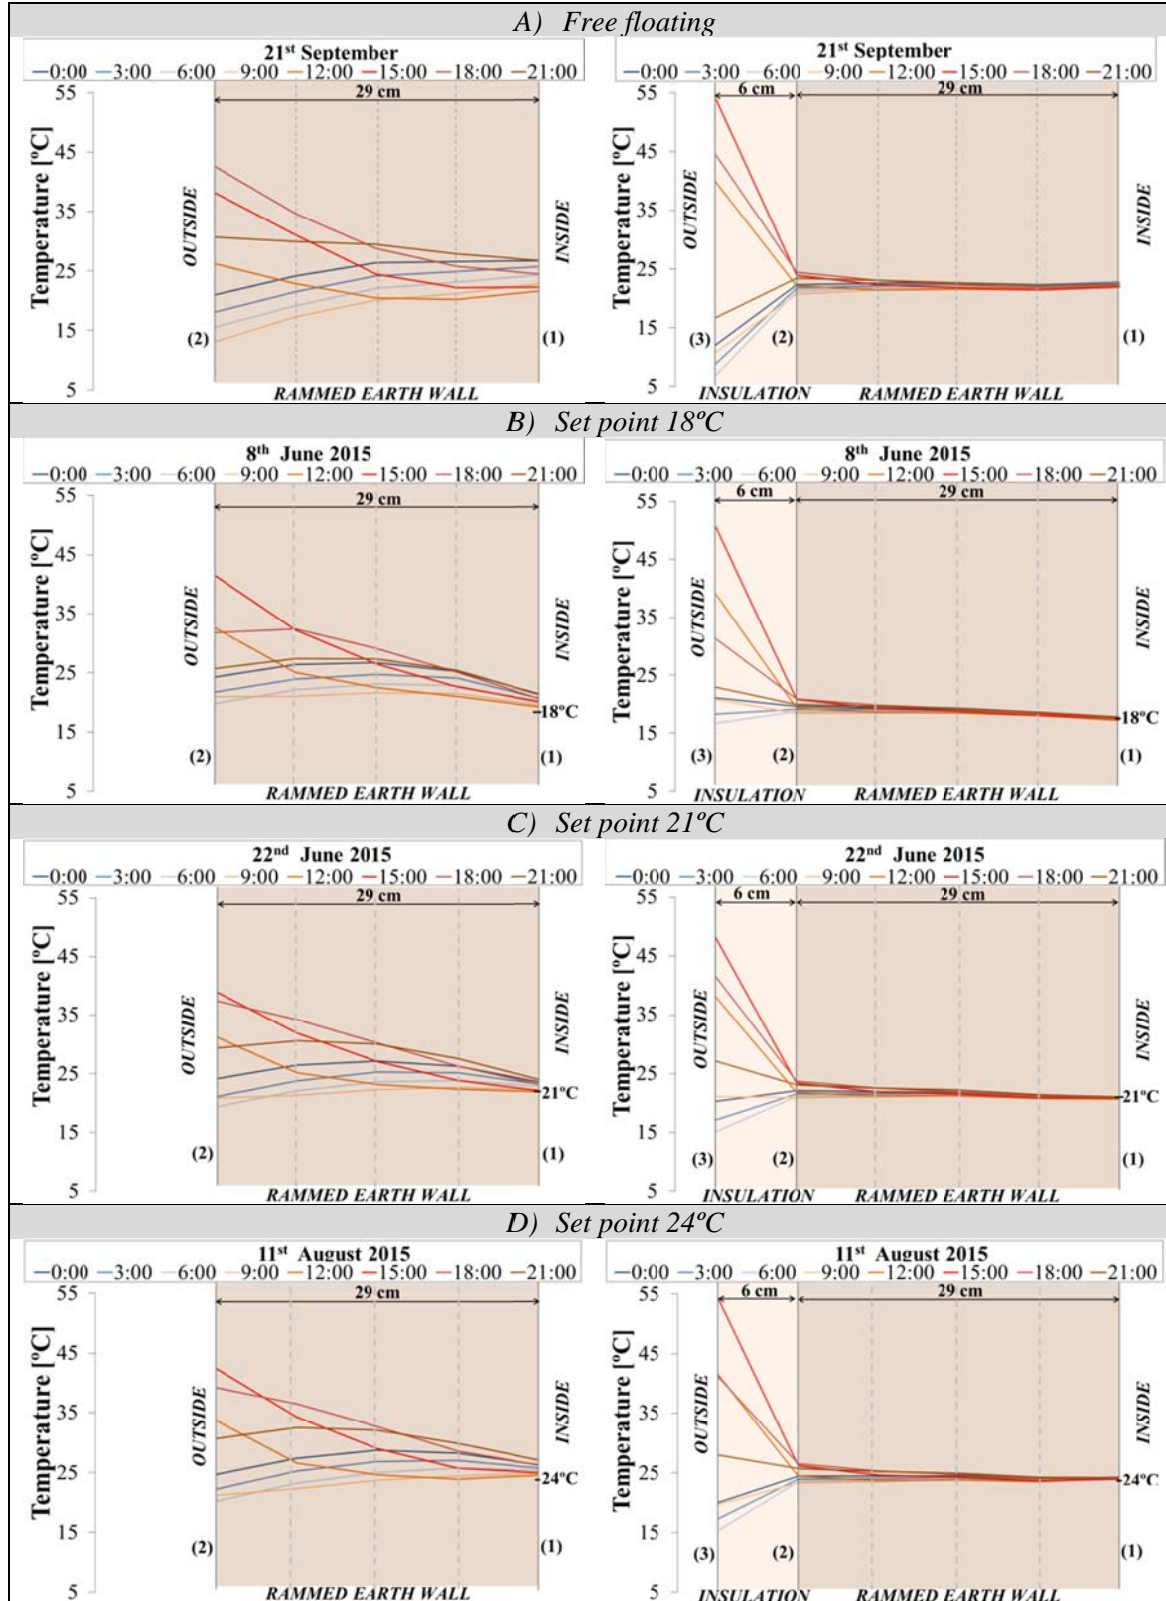 A) Free floating
21st September
0:00 3:00 6:00 9:00 12:00 15:00 18:00 21:00
29 cm
Temperature [ºC]
55
45
35
25
15
5
OUTSIDE
INSIDE
(2)
(1)
RAMMED EARTH WALL
21st September
0:00 3:00 6:00 9:00 12:00 15:00 18:00 21:00
6 cm 29 cm
Temperature [ºC]
55
45
35
25
15
5
OUTSIDE
INSIDE
(3) (2) (1)
INSULATION RAMMED EARTH WALL
B) Set point 18ºC
8th June 2015
0:00 3:00 6:00 9:00 12:00 15:00 18:00 21:00
29 cm
Temperature [ºC]
55
45
35
25
15
5
OUTSIDE
INSIDE
18ºC
(2)
(1)
RAMMED EARTH WALL
8th June 2015
0:00 3:00 6:00 9:00 12:00 15:00 18:00 21:00
6 cm 29 cm
Temperature [ºC]
55
45
35
25
15
5
OUTSIDE
INSIDE
18ºC
(3) (2) (1)
INSULATION RAMMED EARTH WALL
C) Set point 21ºC
22nd June 2015
0:00 3:00 6:00 9:00 12:00 15:00 18:00 21:00
29 cm
Temperature [ºC]
55
45
35
25
15
5
OUTSIDE
INSIDE
21ºC
(2)
(1)
RAMMED EARTH WALL
22nd June 2015
0:00 3:00 6:00 9:00 12:00 15:00 18:00 21:00
6 cm 29 cm
Temperature [ºC]
55
45
35
25
15
5
OUTSIDE
INSIDE
21ºC
(3) (2) (1)
INSULATION RAMMED EARTH WALL
D) Set point 24ºC
11st August 2015
0:00 3:00 6:00 9:00 12:00 15:00 18:00 21:00
29 cm
Temperature [ºC]
55
45
35
25
15
5
OUTSIDE
INSIDE
24ºC
(2)
(1)
RAMMED EARTH WALL
11st August 2015
0:00 3:00 6:00 9:00 12:00 15:00 18:00 21:00
6 cm 29 cm
Temperature [ºC]
55
45
35
25
15
5
OUTSIDE
INSIDE
24ºC
(3) (2) (1)
INSULATION RAMMED EARTH WALL